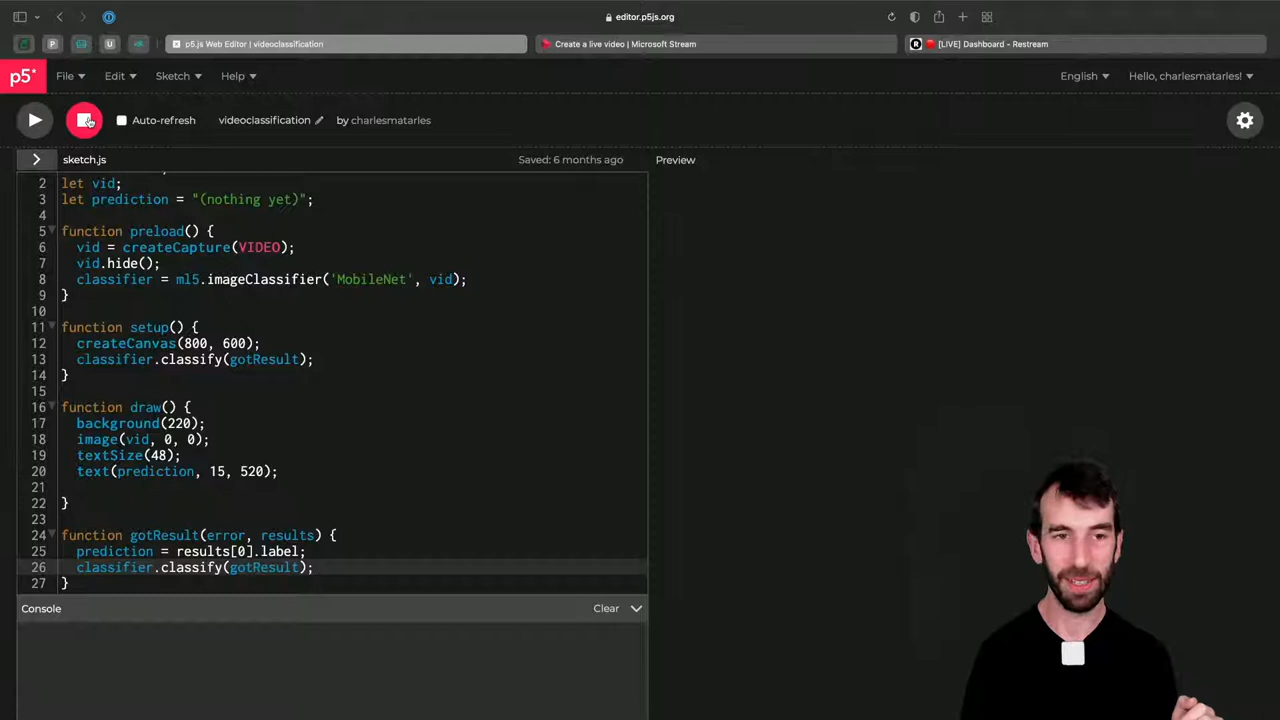 editor.p5js.org
P
U
p5.js Web Editor | videoclassification
Create a live video | Microsoft Stream
R
[LIVE] Dashboard - Restream
p5*
File
Edit
Sketch
Help
English
Hello, charlesmatarles!
Auto-refresh
videoclassification
by charlesmatarles
sketch.js
Saved: 6 months ago
Preview
2 let vid;
3 let prediction = "(nothing yet)";
4
5 function preload() {
6 vid = createCapture(VIDEO);
7 vid.hide();
8 classifier = ml5.imageClassifier('MobileNet', vid);
9 }
10
11 function setup() {
12 createCanvas(800, 600);
13 classifier.classify(gotResult);
14 }
15
16 function draw() {
17 background(220);
18 image(vid, 0, 0);
19 textSize(48);
20 text(prediction, 15, 520);
21
22 }
23
24 function gotResult(error, results) {
25 prediction = results[0].label;
26 classifier.classify(gotResult);
27 }
Console
Clear